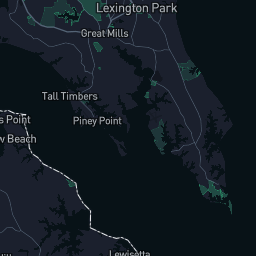 Lexington Park
Great Mills
Tall Timbers
s Point
Piney Point
w Beach
Lewisetta